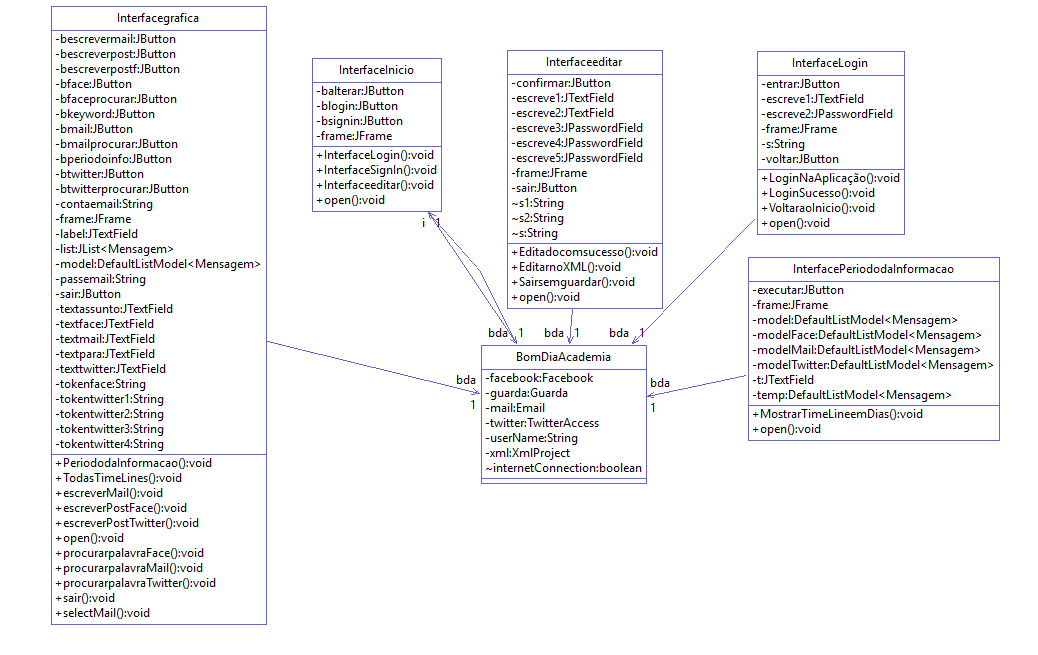 Interfacegrafica
-bescrevermail:JButton
-bescreverpost:JButton
-bescreverpostf:JButton
-bface:JButton
-bfaceprocurar:JButton
-bkeyword:JButton
-bmail:JButton
-bmailprocurar:JButton
-bperiodoinfo:JButton
-btwitter:JButton
-btwitterprocurar:JButton
-contaemail:String
-frame:JFrame
-label:JTextField
-list:JList<Mensagem>
-model:DefaultListModel<Mensagem>
-passemail:String
-sair:JButton
-textassunto:JTextField
-textface:JTextField
-textmail:JTextField
-textpara:JTextField
-texttwitter:JTextField
-tokenface:String
-tokentwitter1:String
-tokentwitter2:String
-tokentwitter3:String
-tokentwitter4:String
+PeriododaInformacao():void
+TodasTimeLines():void
+escreverMail():void
+escreverPostFace():void
+escreverPostTwitter():void
+open():void
+procurarpalavraFace():void
+procurarpalavraMail():void
+procurarpalavraTwitter():void
+sair():void
+selectMail():void
InterfaceInicio
-balterar:JButton
-blogin:JButton
-bsignin:JButton
-frame:JFrame
+InterfaceLogin():void
+InterfaceSignIn():void
+Interfaceeditar():void
+open():void
i 1
Interfaceeditar
-confirmar:JButton
-escreve1:JTextField
-escreve2:JTextField
-escreve3:JPasswordField
-escreve4:JPasswordField
-escreve5:JPasswordField
-frame:JFrame
-sair:JButton
~s1:String
~s2:String
~s:String
+Editadocomsucesso():void
+EditarnoXML():void
+Sairsemguardar():void
+open():void
InterfaceLogin
-entrar:JButton
-escreve1:JTextField
-escreve2:JPasswordField
-frame:JFrame
-s:String
-voltar:JButton
+LoginNaAplicação():void
+LoginSucesso():void
+VoltaraoInicio():void
+open():void
InterfacePeriododaInformacao
-executar:JButton
-frame:JFrame
-model:DefaultListModel<Mensagem>
-modelFace:DefaultListModel<Mensagem>
-modelMail:DefaultListModel<Mensagem>
-modelTwitter:DefaultListModel<Mensagem>
-t:JTextField
-temp:DefaultListModel<Mensagem>
+MostrarTimeLineemDias():void
+open():void
bda 1
bda 1
bda 1
bda
1
bda
1
BomDiaAcademia
-facebook:Facebook
-guarda:Guarda
-mail:Email
-twitter:TwitterAccess
-userName:String
-xml:XmlProject
~internetConnection:boolean